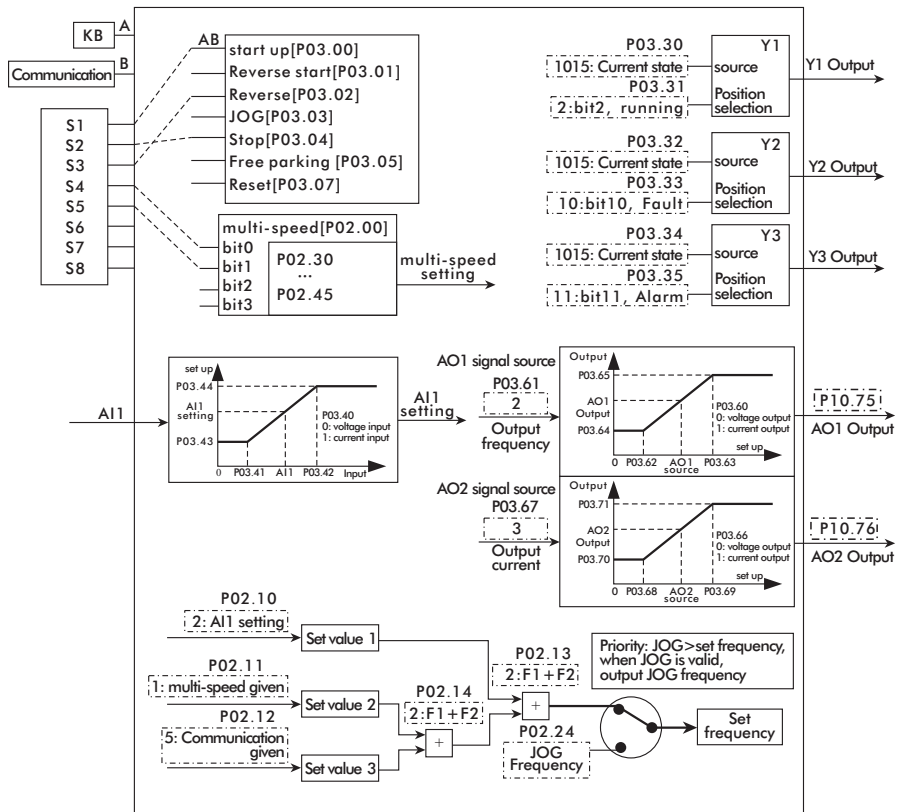 KB
A
Communication
B
S1
S2
S3
S4
S5
S6
S7
S8
AB
start up[P03.00]
Reverse start[P03.01]
Reverse[P03.02]
JOG[P03.03]
Stop[P03.04]
Free parking [P03.05]
Reset[P03.07]
multi-speed[P02.00]
bit0
bit1
bit2
bit3
P02.30
...
P02.45
multi-speed
setting
P03.30
1015: Current state
P03.31
2:bit2, running
Y1
source
Position
selection
Y1 Output
P03.32
1015: Current state
P03.33
10:bit10, Fault
Y2
source
Position
selection
Y2 Output
P03.34
1015: Current state
P03.35
11:bit11, Alarm
Y3
source
Position
selection
Y3 Output
AI1
set up
P03.44
AI1
setting
P03.43
P03.40
0: voltage input
1: current input
0
P03.41
AI1
P03.42
Input
AI1
setting
AO1 signal source
P03.61
2
Output
frequency
Output
P03.65
AO1
Output
P03.64
P03.60
0: voltage output
1: current output
set up
0
P03.62
AO1
source
P03.63
P10.75
AO1 Output
AO2 signal source
P03.67
3
Output
current
Output
P03.71
AO2
Output
P03.70
P03.66
0: voltage output
1: current output
set up
0
P03.68
AO2
source
P03.69
P10.76
AO2 Output
P02.10
2: AI1 setting
Set value 1
P02.11
1: multi-speed given
Set value 2
P02.12
5: Communication
given
Set value 3
P02.14
2:F1+F2
+
P02.13
2:F1+F2
+
P02.24
JOG
Frequency
Priority: JOG>set frequency,
when JOG is valid,
output JOG frequency
Set
frequency